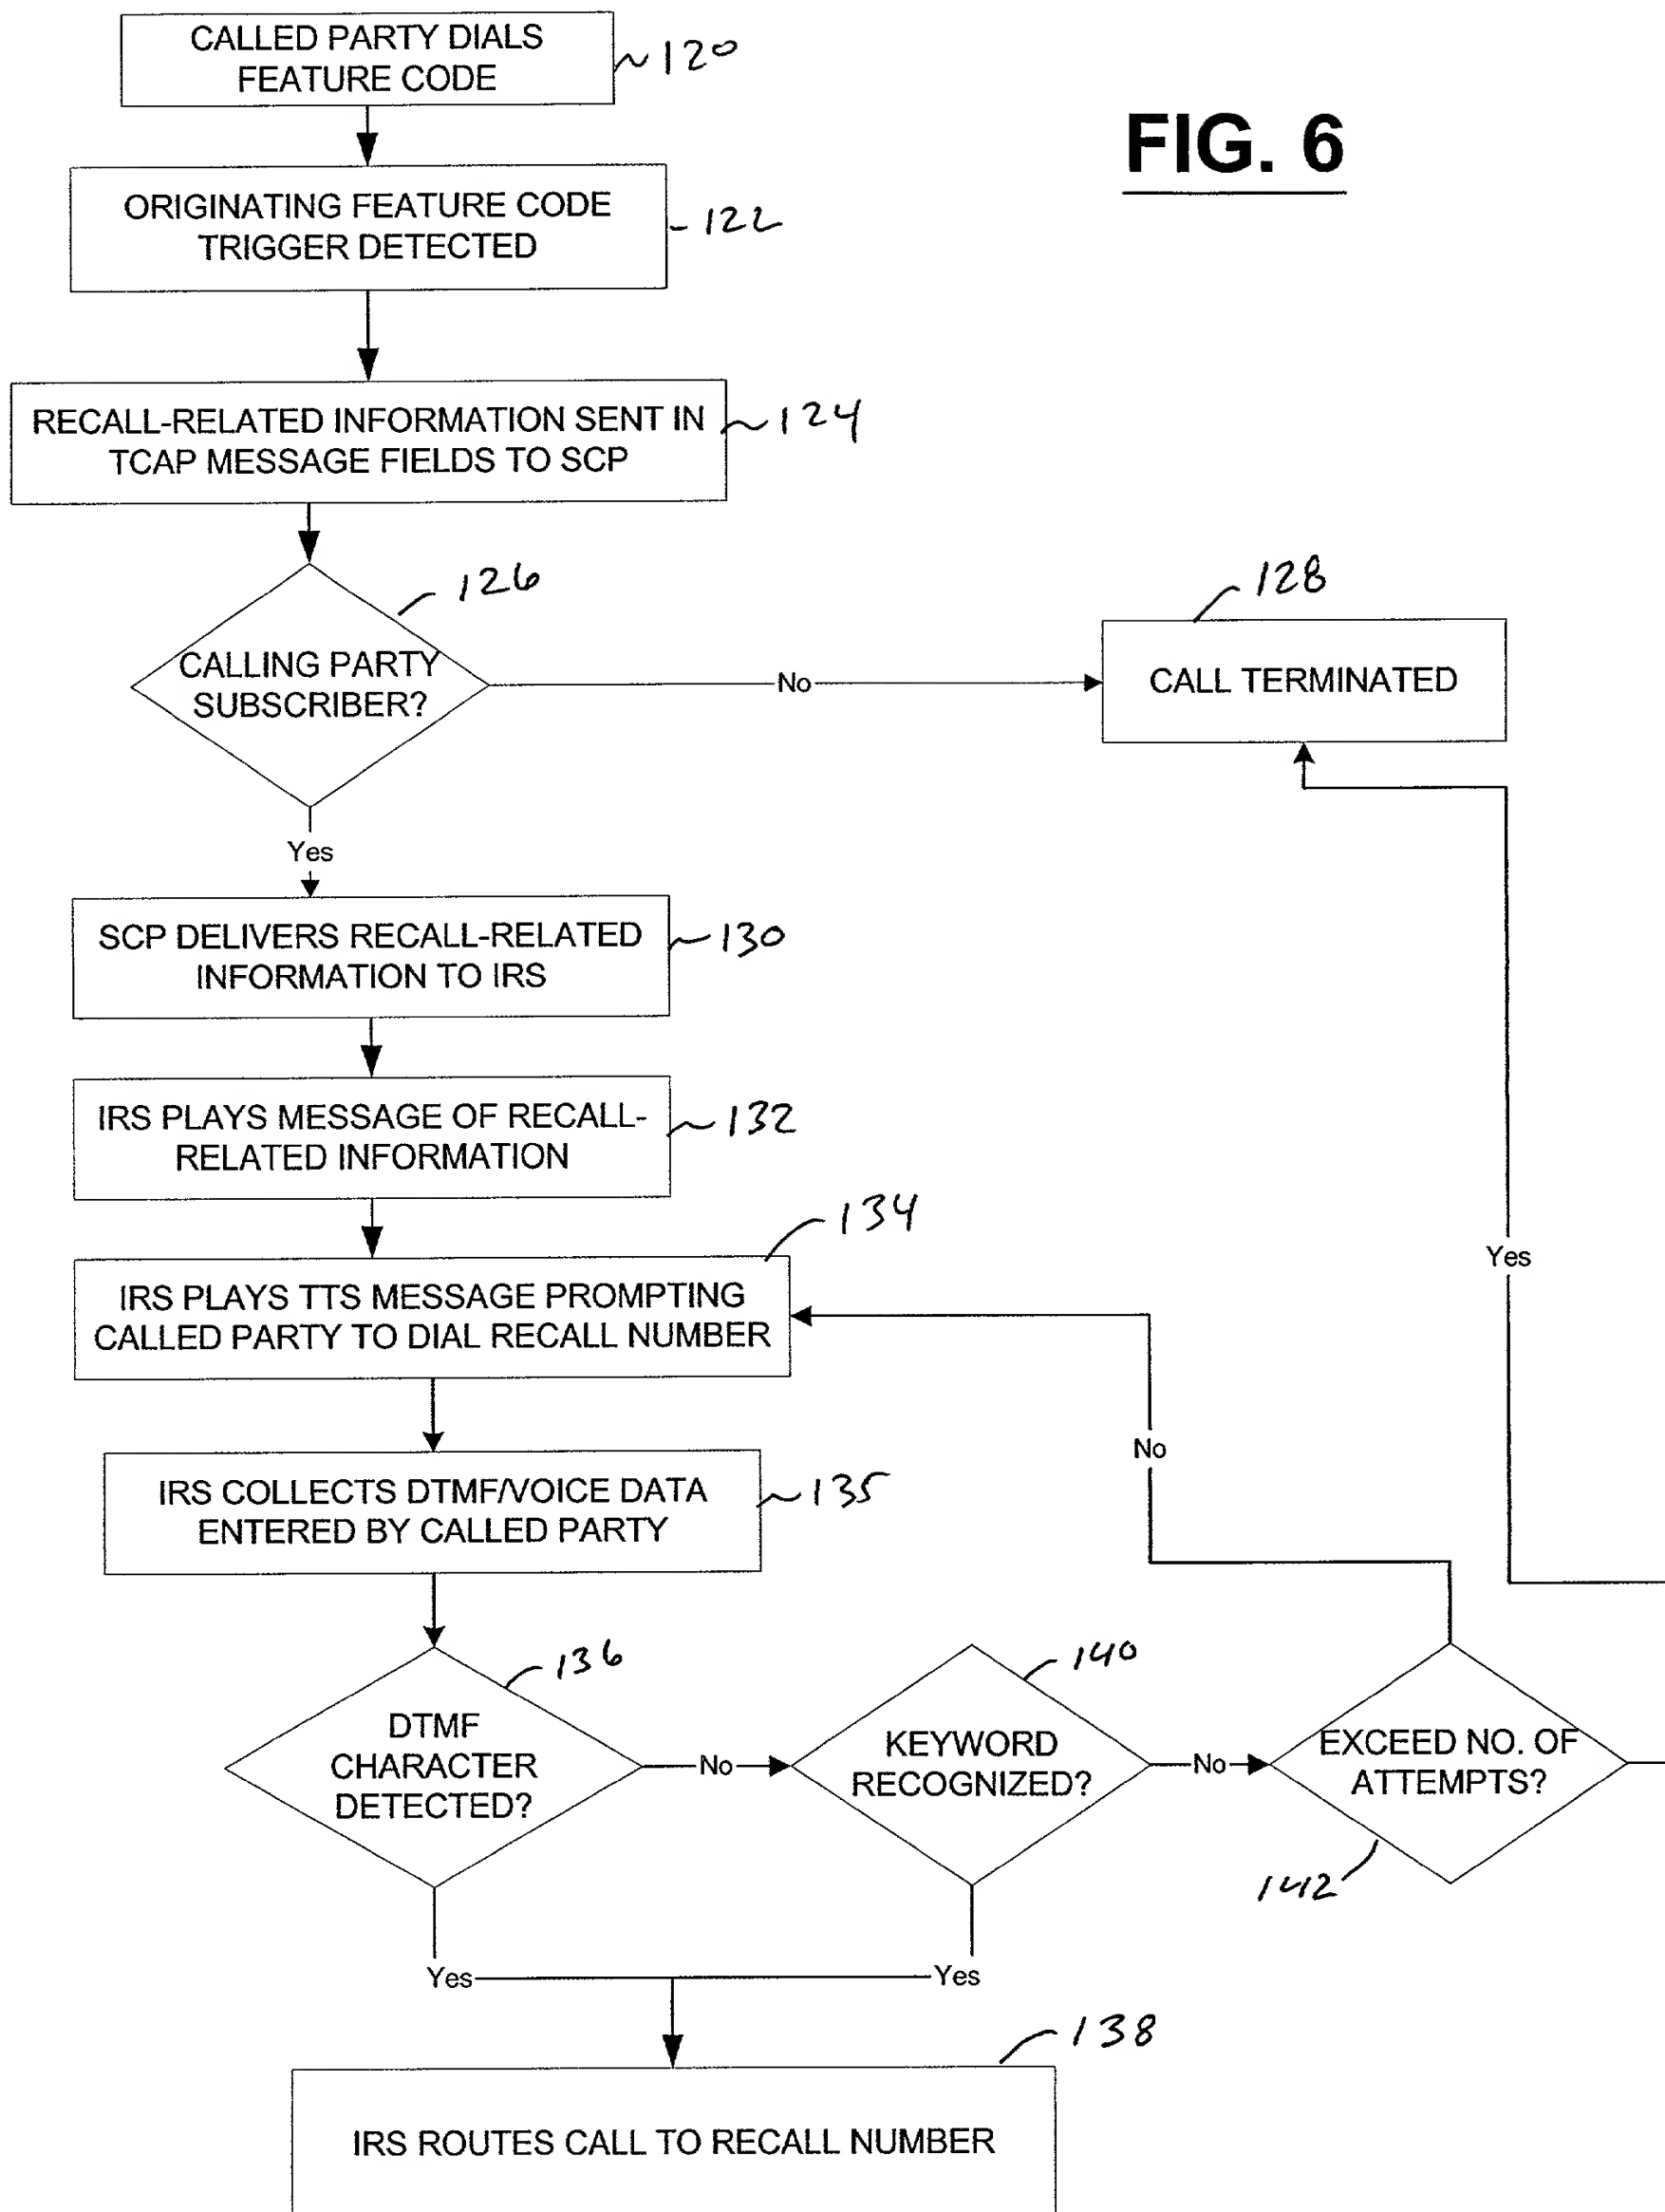 CALLED PARTY DIALS
FEATURE CODE
120
FIG. 6
ORIGINATING FEATURE CODE
TRIGGER DETECTED
122
RECALL-RELATED INFORMATION SENT IN
TCAP MESSAGE FIELDS TO SCP
124
126
CALLING PARTY
SUBSCRIBER?
No
128
CALL TERMINATED
Yes
SCP DELIVERS RECALL-RELATED
INFORMATION TO IRS
130
IRS PLAYS MESSAGE OF RECALL-
RELATED INFORMATION
132
134
IRS PLAYS TTS MESSAGE PROMPTING
CALLED PARTY TO DIAL RECALL NUMBER
Yes
No
IRS COLLECTS DTMF/VOICE DATA
ENTERED BY CALLED PARTY
135
136
DTMF
CHARACTER
DETECTED?
No
140
KEYWORD
RECOGNIZED?
No
EXCEED NO. OF
ATTEMPTS?
142
Yes
Yes
138
IRS ROUTES CALL TO RECALL NUMBER